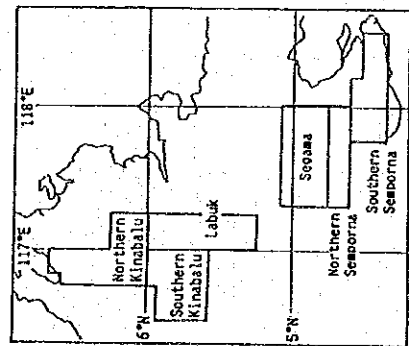 117°E
118°E
6°N
5°N
Northern
Kinabalu
Southern
Kinabalu
Labuk
Segama
Northern
Semporna
Southern
Semporna